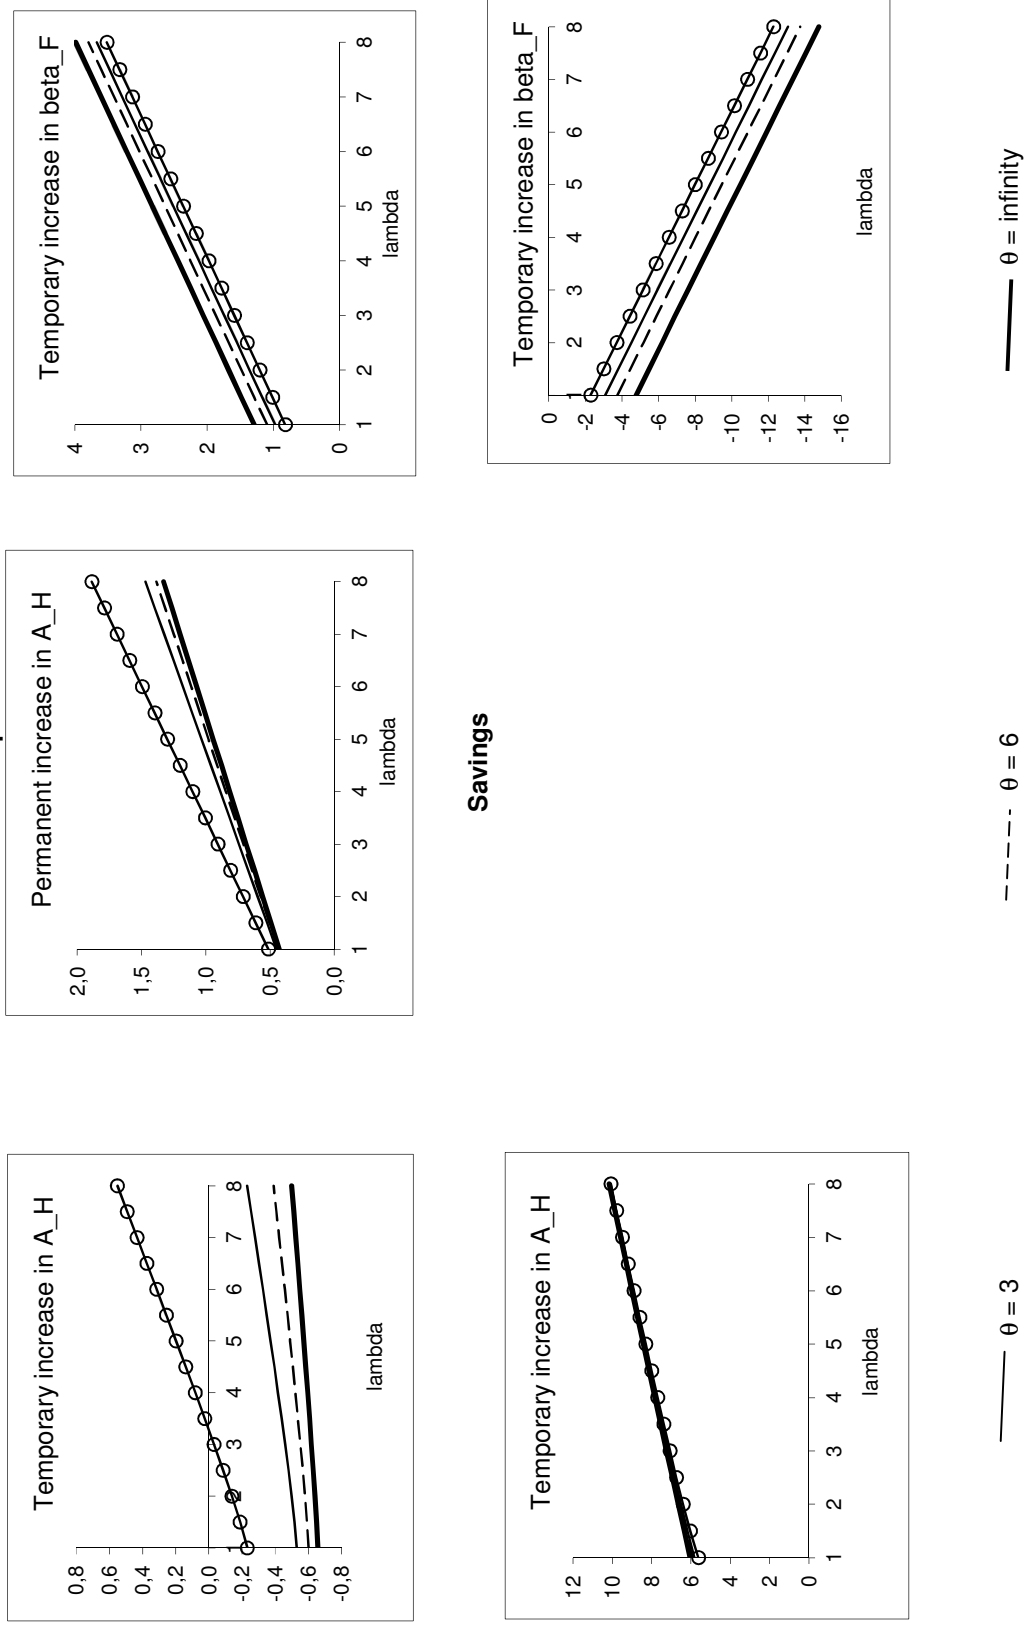 Temporary increase in A_H
0,8
0,6
0,4
0,2
0,0
-0,2
-0,4
-0,6
-0,8
1 2 3 4 5 6 7 8
lambda
Permanent increase in A_H
2,0
1,5
1,0
0,5
0,0
1 2 3 4 5 6 7 8
lambda
Temporary increase in beta_F
4
3
2
1
0
1 2 3 4 5 6 7 8
lambda
Savings
Temporary increase in A_H
12
10
8
6
4
2
0
1 2 3 4 5 6 7 8
lambda
Temporary increase in beta_F
1 2 3 4 5 6 7 8
0
-2
-4
-6
-8
-10
-12
-14
-16
lambda
θ = 3 θ = 6 θ = infinity